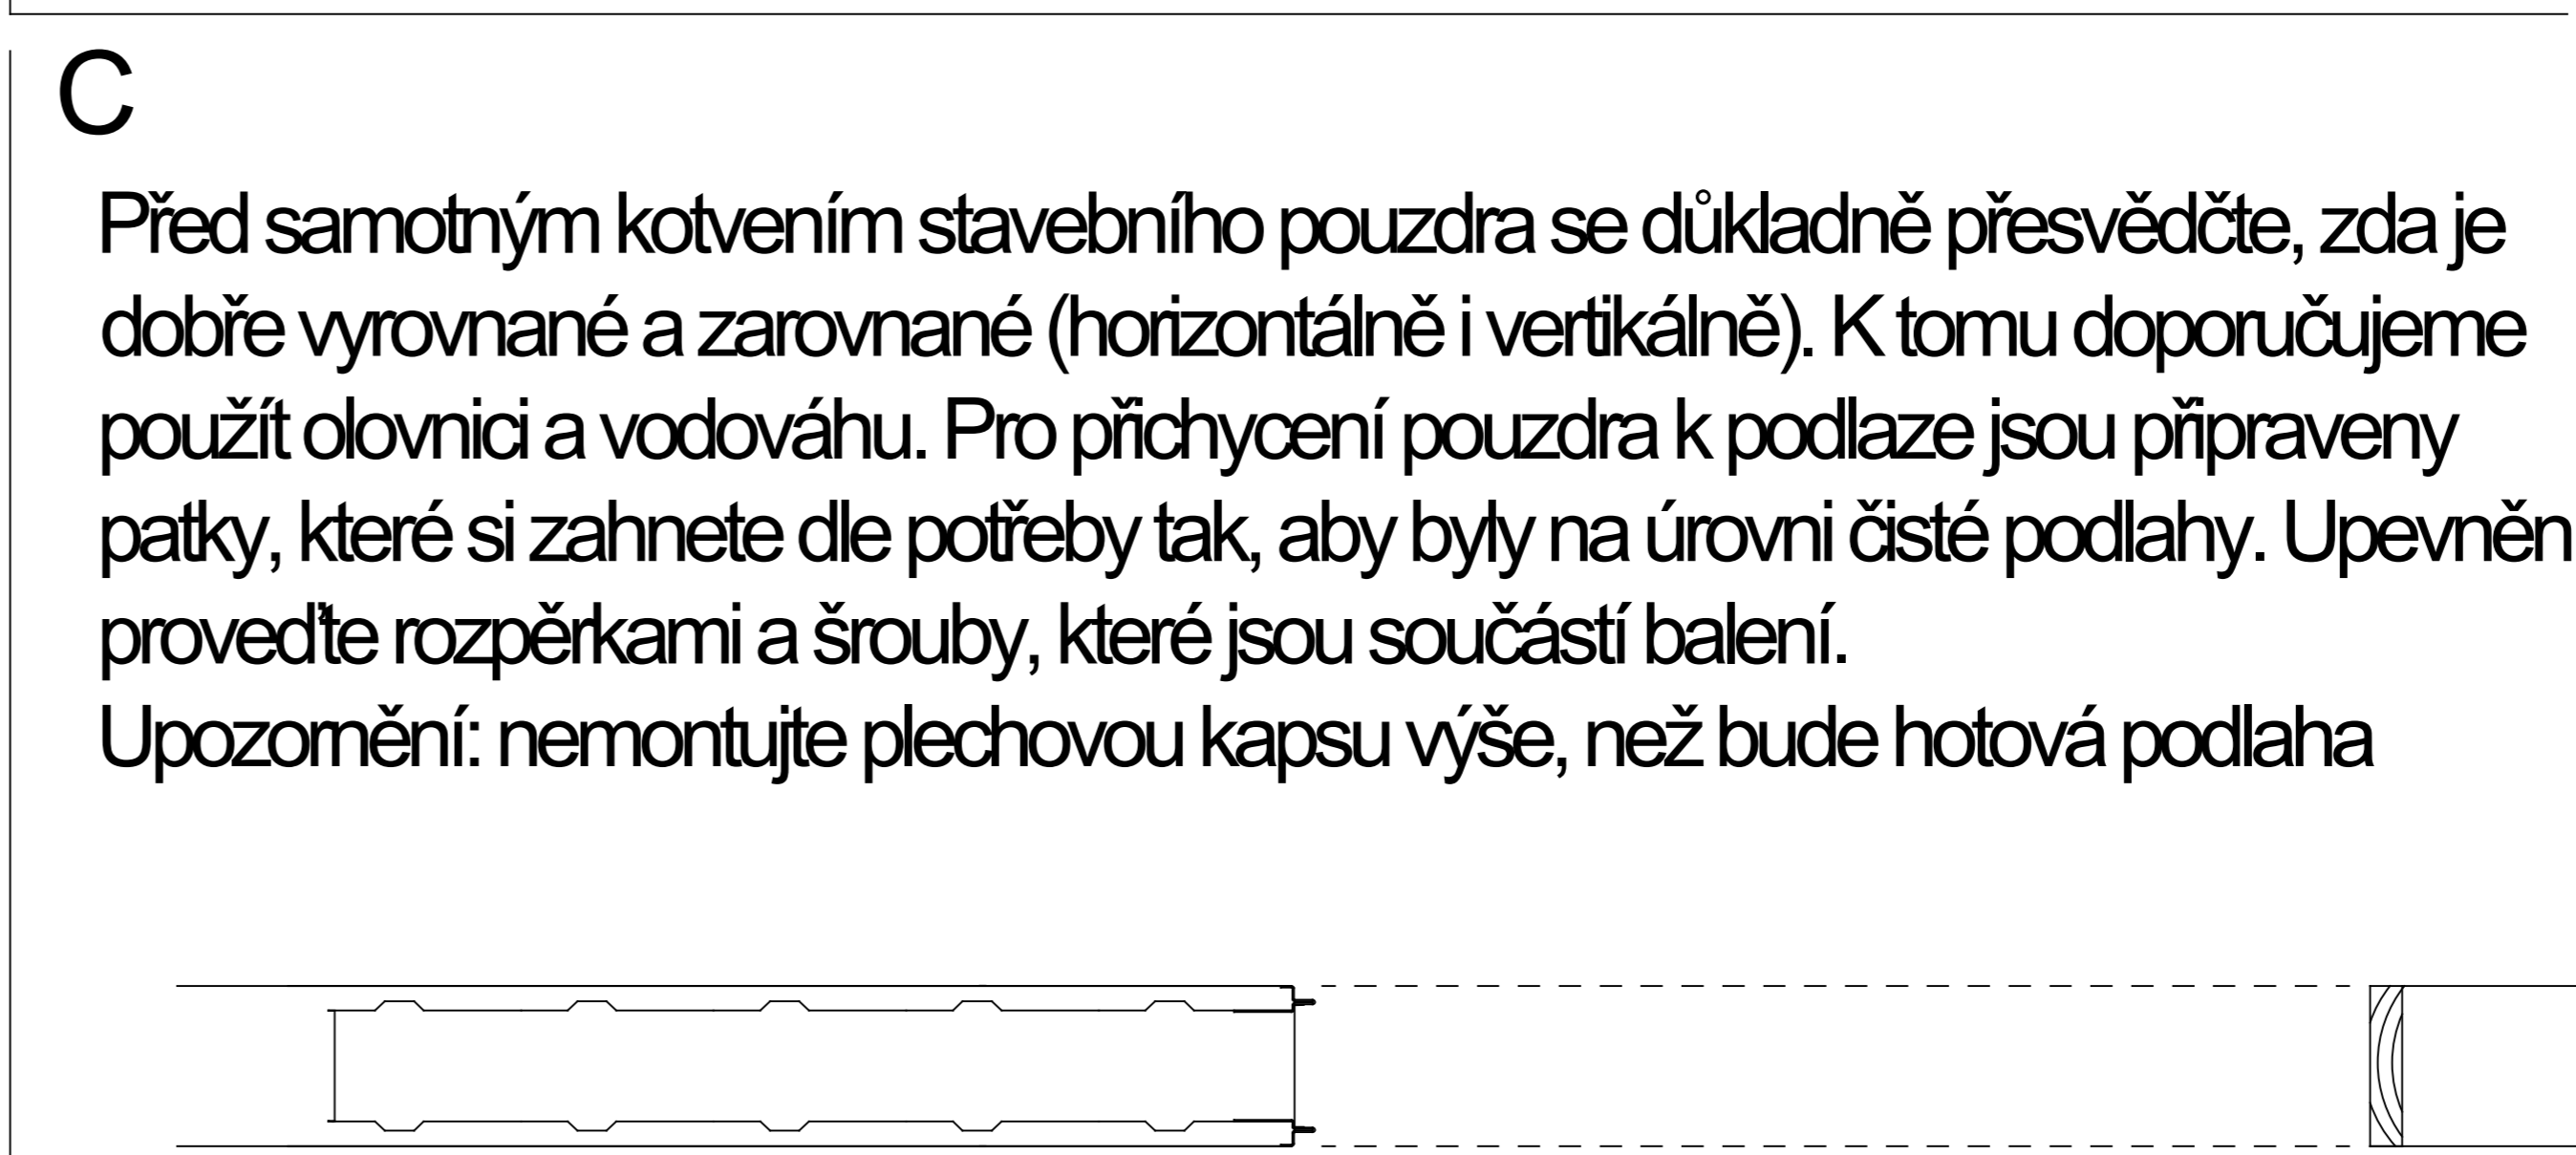 C
Před samotným kotvením stavebního pouzdra se důkladně přesvědčte, zda je
dobře vyrovnané a zarovnané (horizontálně i vertikálně). K tomu doporučujeme
použít olovnici a vodováhu. Pro přichycení pouzdra k podlaze jsou připraveny
patky, které si zahnete dle potřeby tak, aby byly na úrovni čisté podlahy. Upevněn
proveďte rozpěrkami a šrouby, které jsou součástí balení.
Upozornění: nemontujte plechovou kapsu výše, než bude hotová podlaha